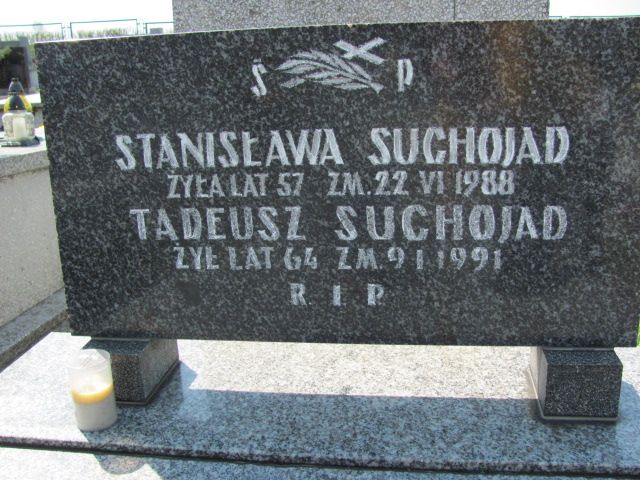 Ś P
STANISŁAWA SUCHOJAD
ŻYŁA LAT 57 ZM. 22 VI 1988
TADEUSZ SUCHOJAD
ŻYŁ LAT 64 ZM. 9 I 1991
R I P